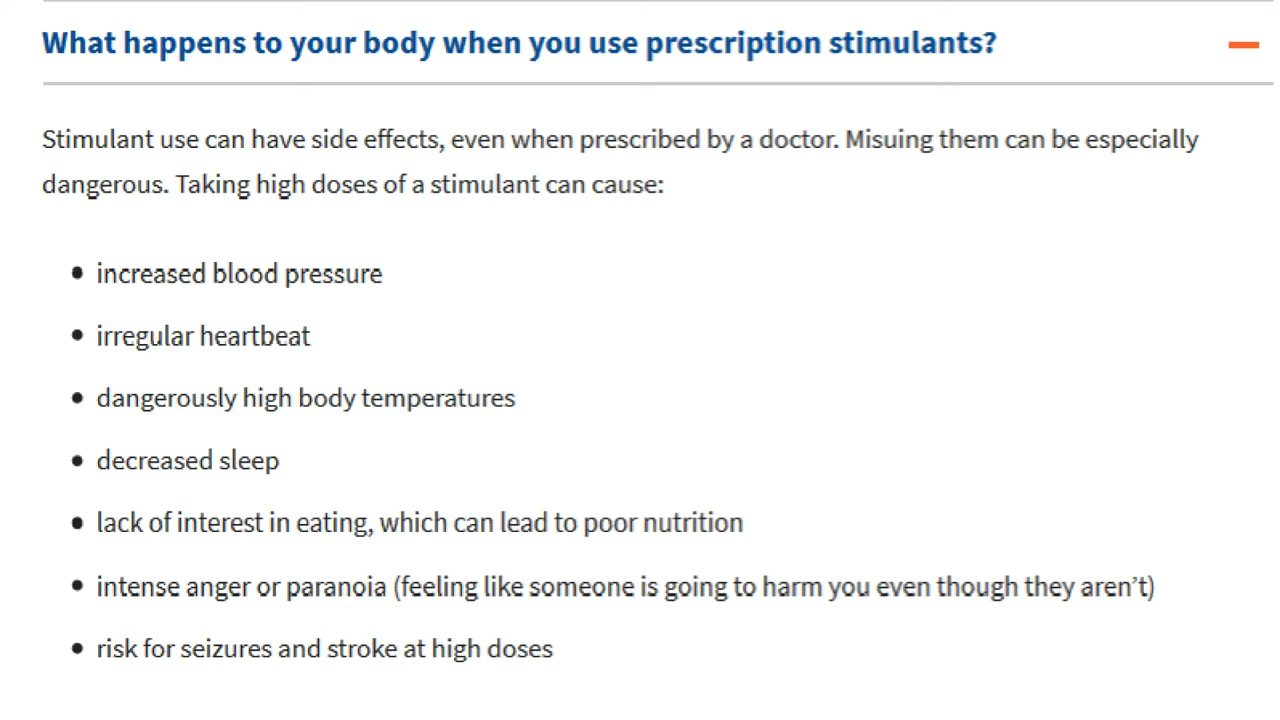 What happens to your body when you use prescription stimulants?
Stimulant use can have side effects, even when prescribed by a doctor. Misuing them can be especially
dangerous. Taking high doses of a stimulant can cause:
• increased blood pressure
• irregular heartbeat
• dangerously high body temperatures
• decreased sleep
• lack of interest in eating, which can lead to poor nutrition
• intense anger or paranoia (feeling like someone is going to harm you even though they aren’t)
• risk for seizures and stroke at high doses